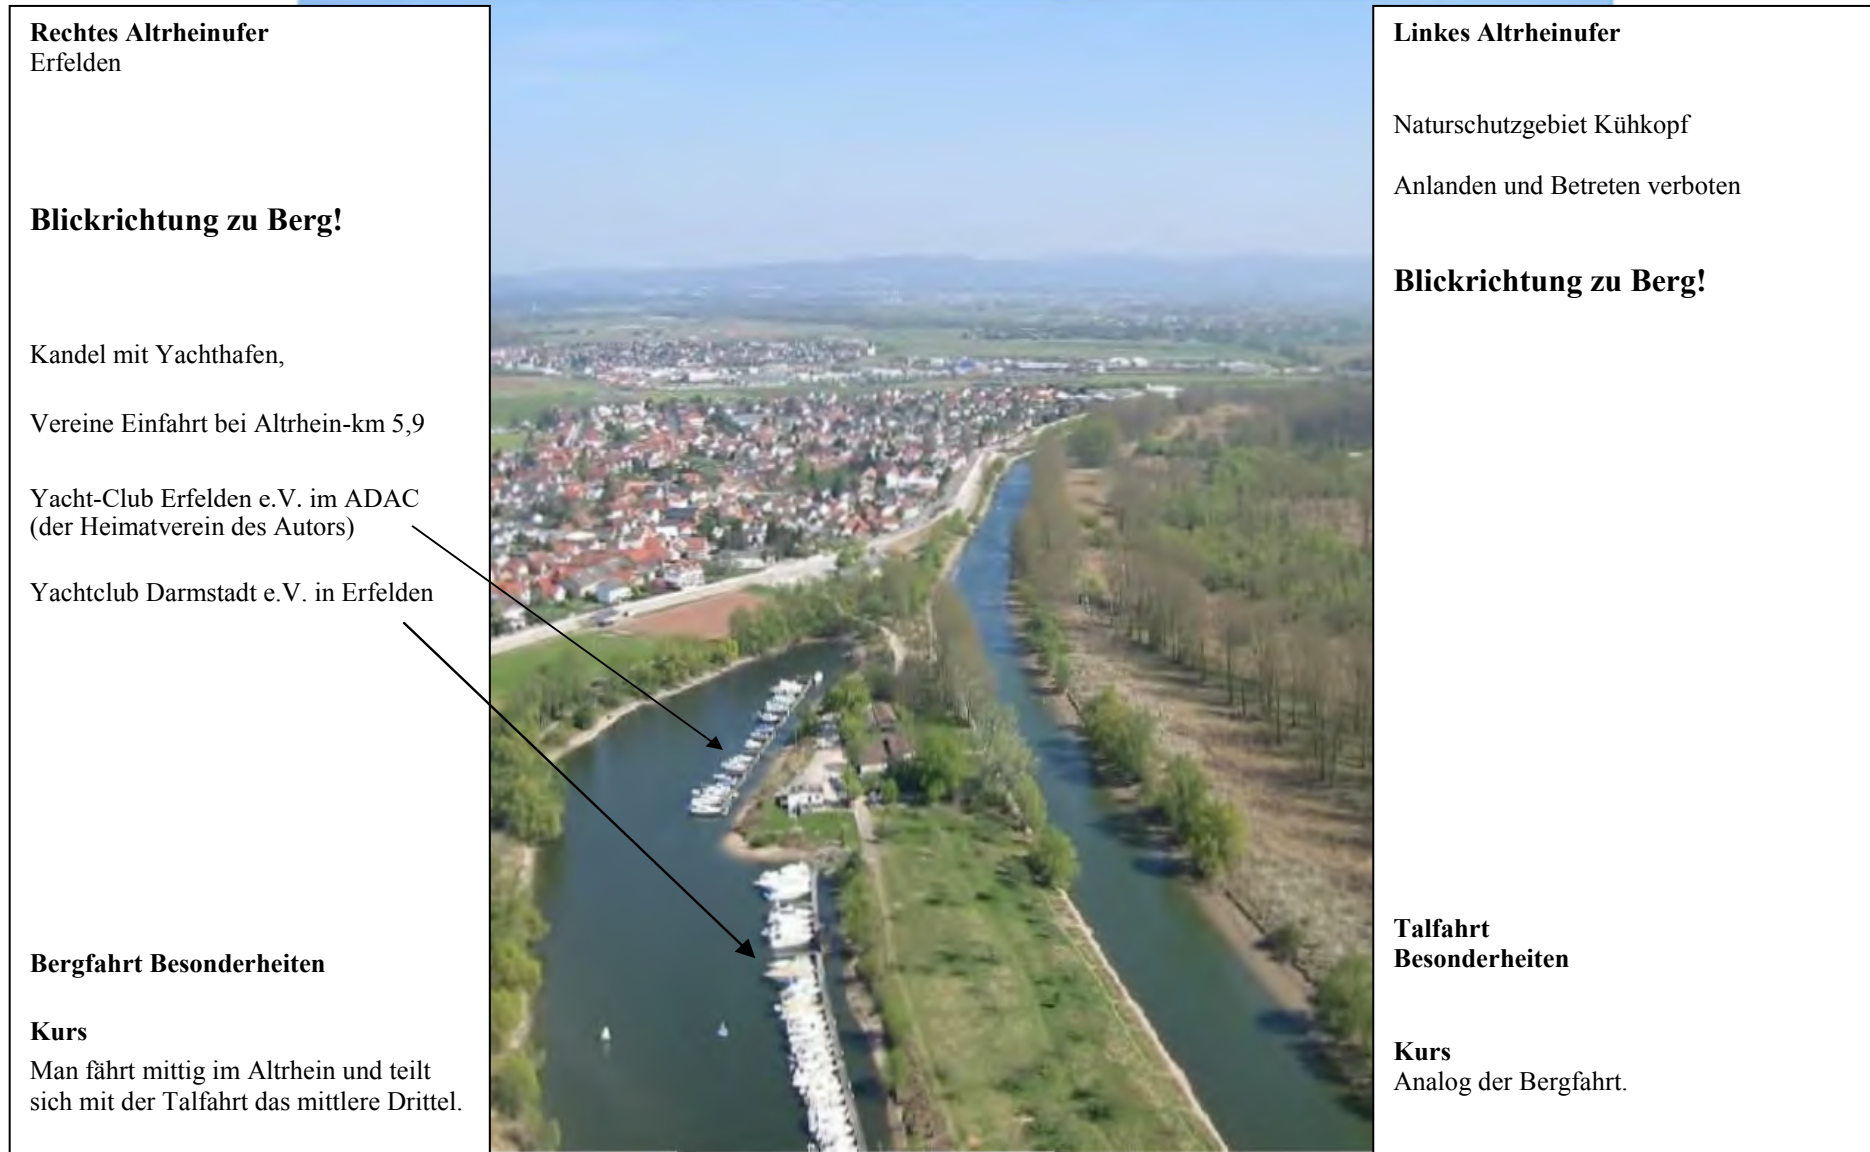 Rechtes Altrheinufer
Erfelden
Blickrichtung zu Berg!
Kandel mit Yachthafen,
Vereine Einfahrt bei Altrhein-km 5,9
Yacht-Club Erfelden e.V. im ADAC
(der Heimatverein des Autors)
Yachtclub Darmstadt e.V. in Erfelden
Bergfahrt Besonderheiten
Kurs
Man fährt mittig im Altrhein und teilt
sich mit der Talfahrt das mittlere Drittel.
Linkes Altrheinufer
Naturschutzgebiet Kühkopf
Anlanden und Betreten verboten
Blickrichtung zu Berg!
Talfahrt
Besonderheiten
Kurs
Analog der Bergfahrt.